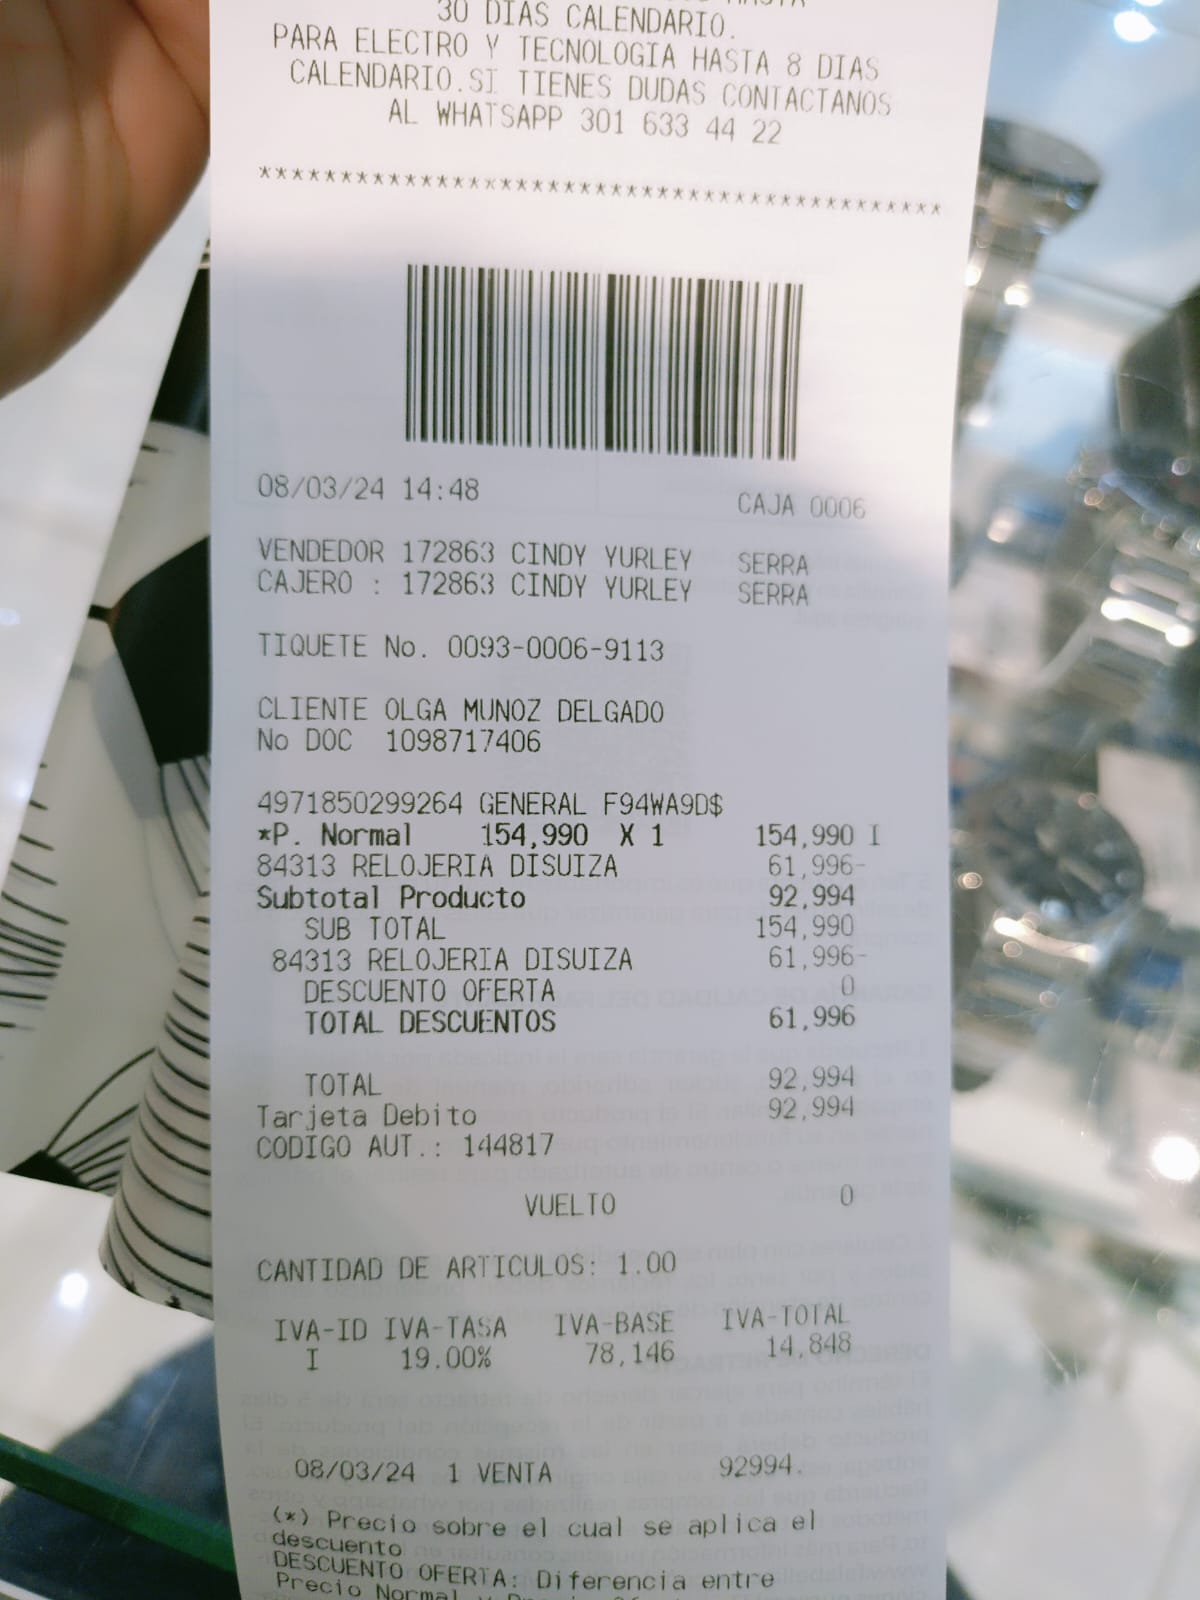 30 DIAS CALENDARIO.
PARA ELECTRO Y TECNOLOGIA HASTA 8 DIAS
CALENDARIO.SI TIENES DUDAS CONTACTANOS
AL WHATSAPP 301 633 44 22
*******************************************
08/03/24 14:48 CAJA 0006
VENDEDOR 172863 CINDY YURLEY SERRA
CAJERO : 172863 CINDY YURLEY SERRA
TIQUETE No. 0093-0006-9113
CLIENTE OLGA MUNOZ DELGADO
No DOC 1098717406
4971850299264 GENERAL F94WA9D$
*P. Normal 154,990 X 1 154,990 I
84313 RELOJERIA DISUIZA 61,996-
Subtotal Producto 92,994
SUB TOTAL 154,990
84313 RELOJERIA DISUIZA 61,996-
DESCUENTO OFERTA 0
TOTAL DESCUENTOS 61,996
TOTAL 92,994
Tarjeta Debito 92,994
CODIGO AUT.: 144817
VUELTO 0
CANTIDAD DE ARTICULOS: 1.00
IVA-ID IVA-TASA IVA-BASE IVA-TOTAL
I 19.00% 78,146 14,848
08/03/24 1 VENTA 92994.
(*) Precio sobre el cual se aplica el
descuento
DESCUENTO OFERTA: Diferencia entre
Precio Normal y